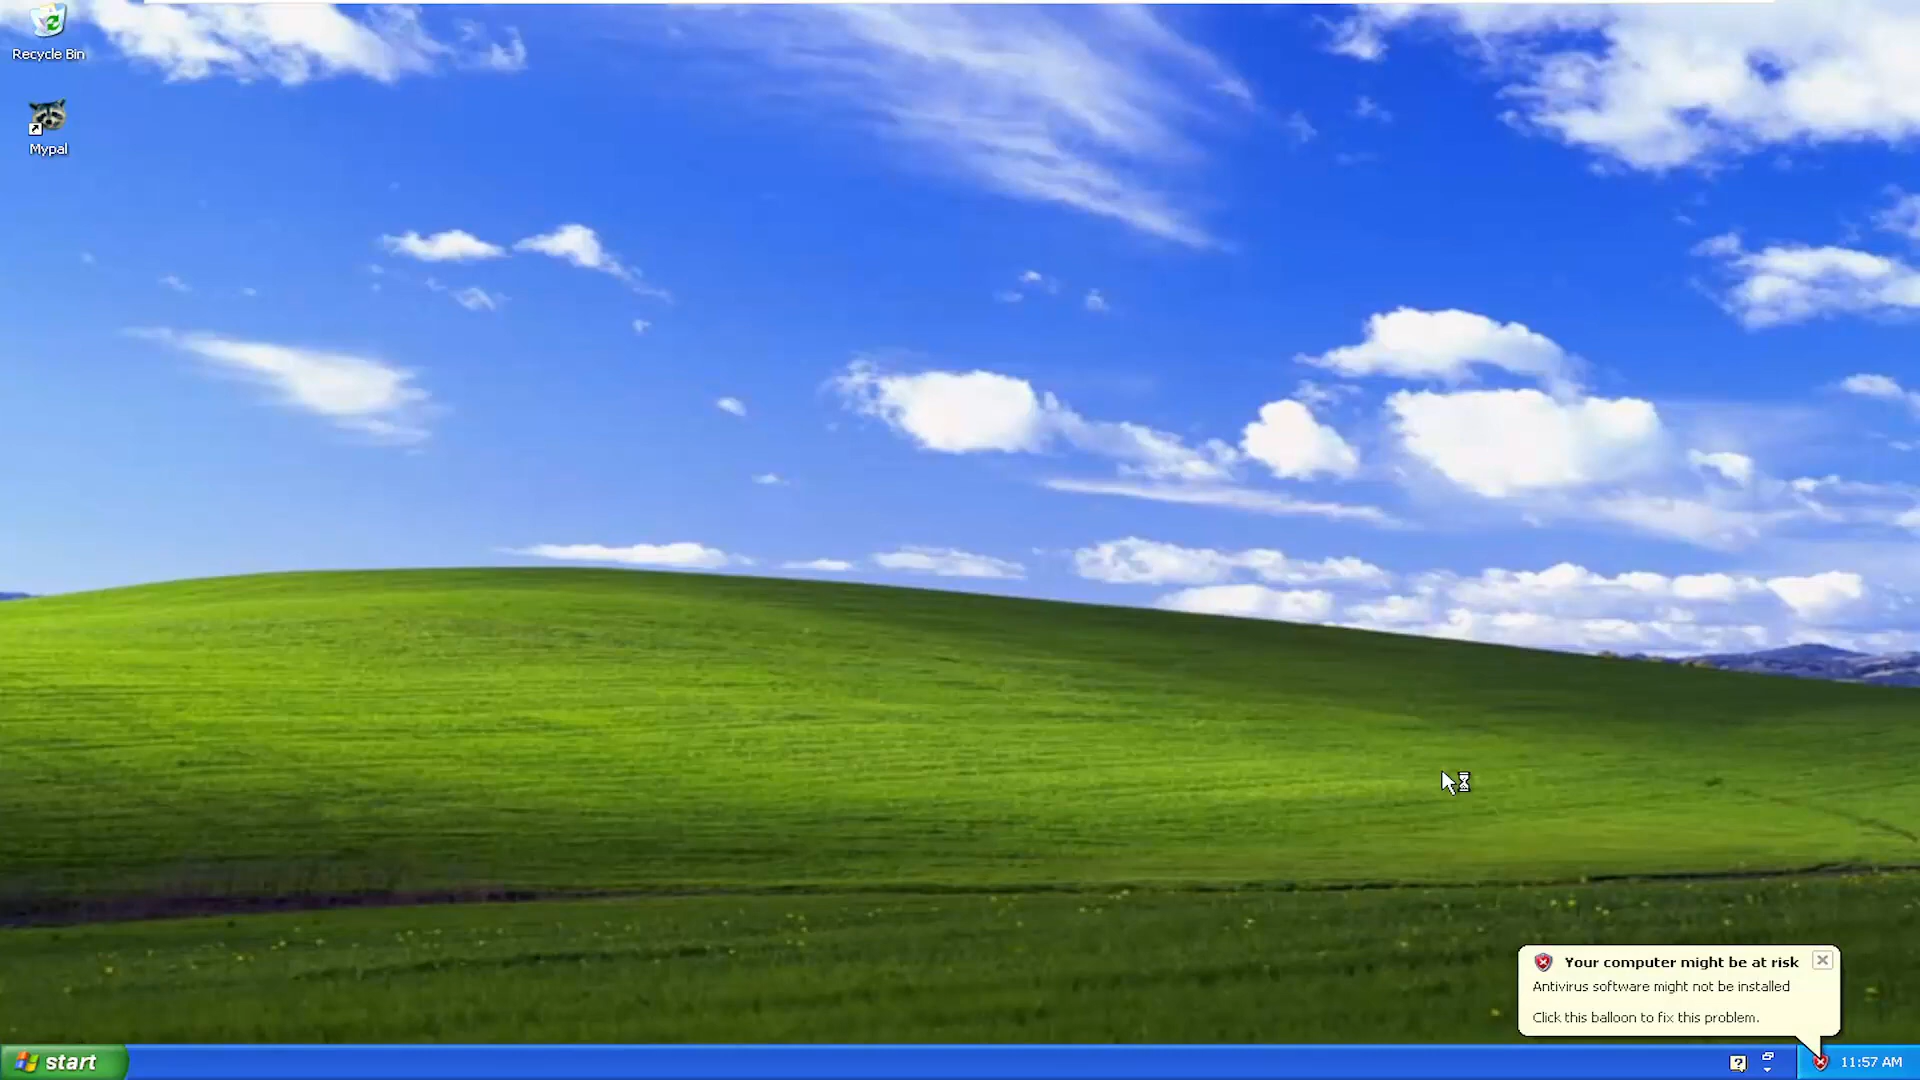 Recycle Bin
Mypal
Your computer might be at risk
Antivirus software might not be installed
Click this balloon to fix this problem.
start
11:57 AM